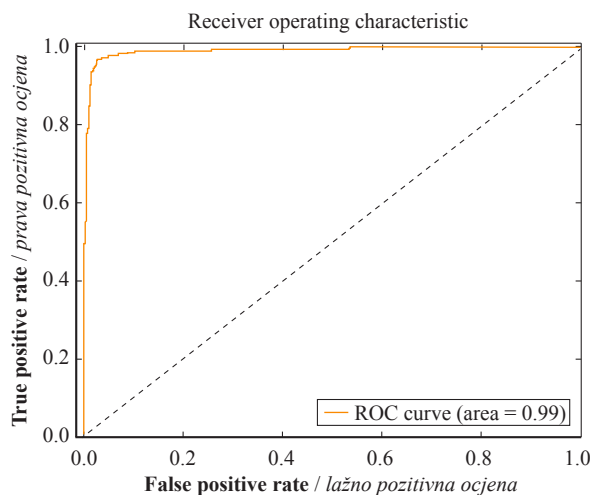 Receiver operating characteristic
1.0
0.8
0.6
0.4
0.2
0.0
True positive rate / prava pozitivna ocjena
ROC curve (area = 0.99)
0.0 0.2 0.4 0.6 0.8 1.0
False positive rate / lažno pozitivna ocjena